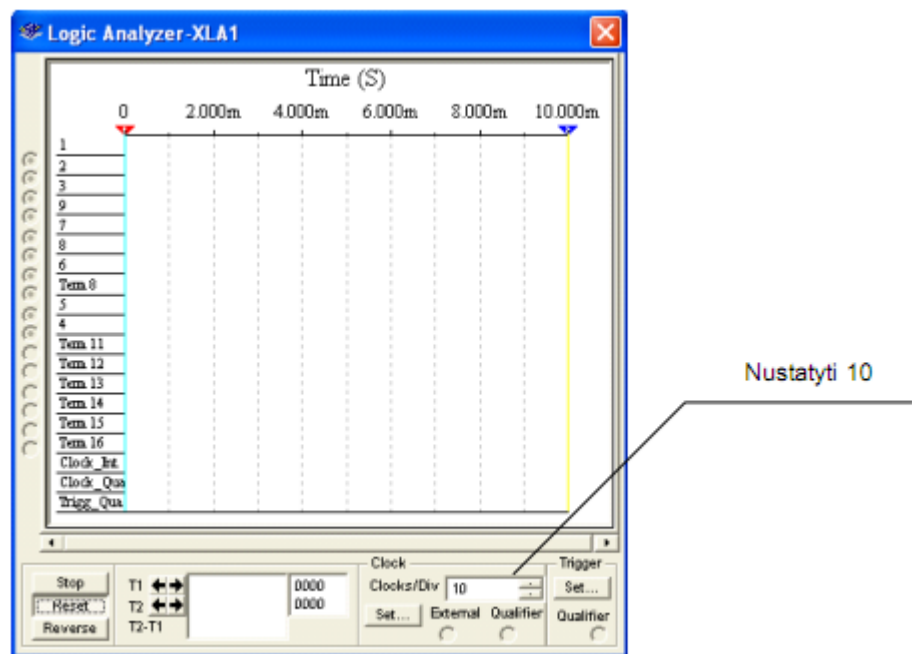 Logic Analyzer-XLA1
Time (S)
0 2.000m 4.000m 6.000m 8.000m 10.000m
1
2
3
9
7
8
6
Term 8
5
4
Term 11
Term 12
Term 13
Term 14
Term 15
Term 16
Clock_Int
Clock_Qua
Trigg_Qua
Nustatyti 10
Stop
Reset
Reverse
T1
T2
T2-T1
0000
0000
Clock
Clocks/Div 10
Set... External Qualifier
Trigger
Set...
Qualifier